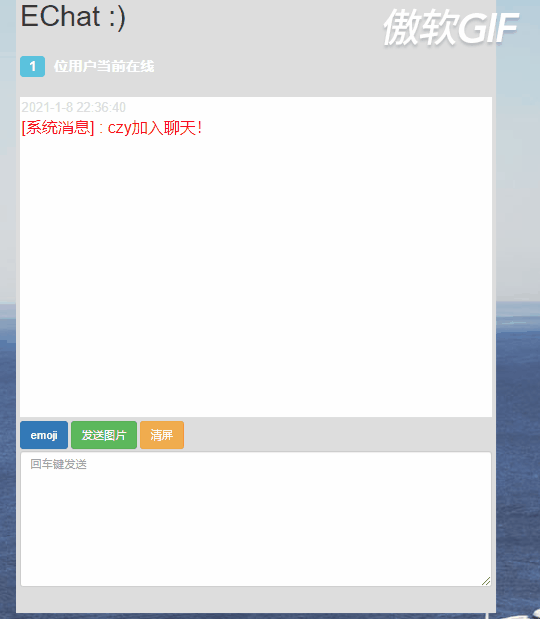 EChat :)
傲软GIF
1 位用户当前在线
2021-1-8 22:36:40
[系统消息] : czy加入聊天!
emoji 发送图片 清屏
回车键发送